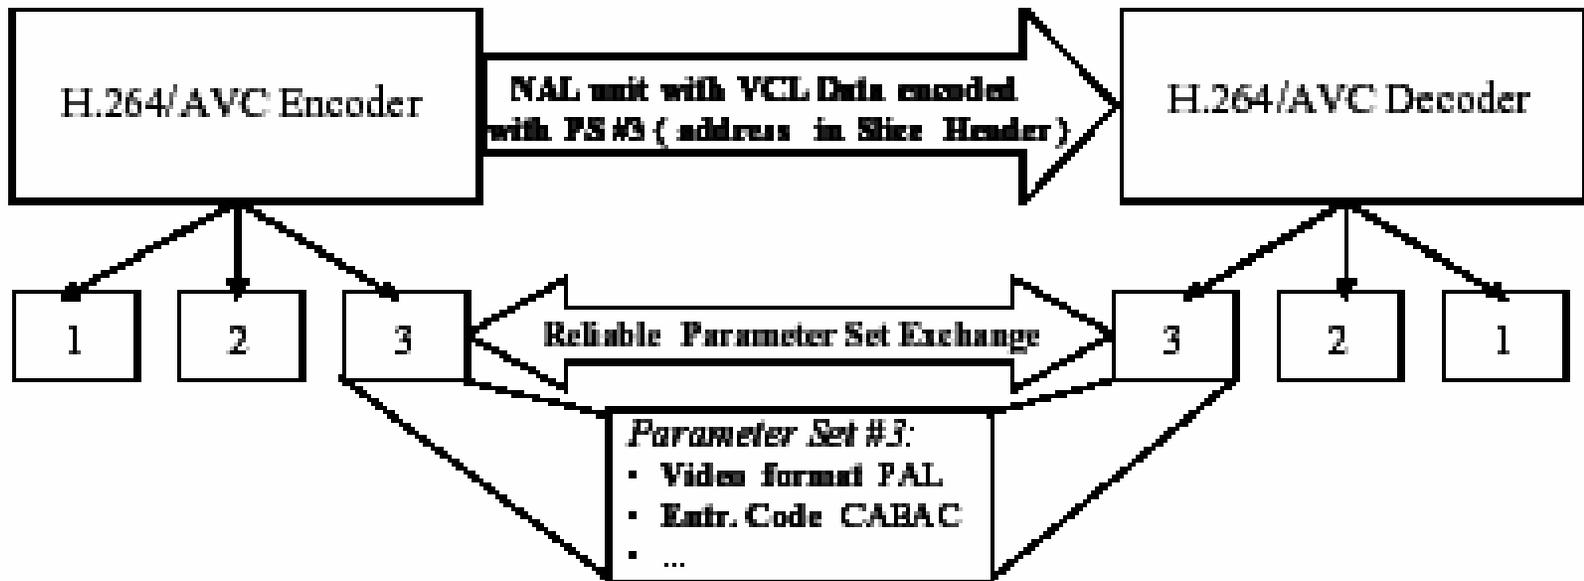 H.264/AVC Encoder
NAL unit with VCL Data encoded
with PS #3 ( address in Slice Header )
H.264/AVC Decoder
1
2
3
Reliable Parameter Set Exchange
3
2
1
Parameter Set #3:
· Video format PAL
· Entr. Code CABAC
· ...